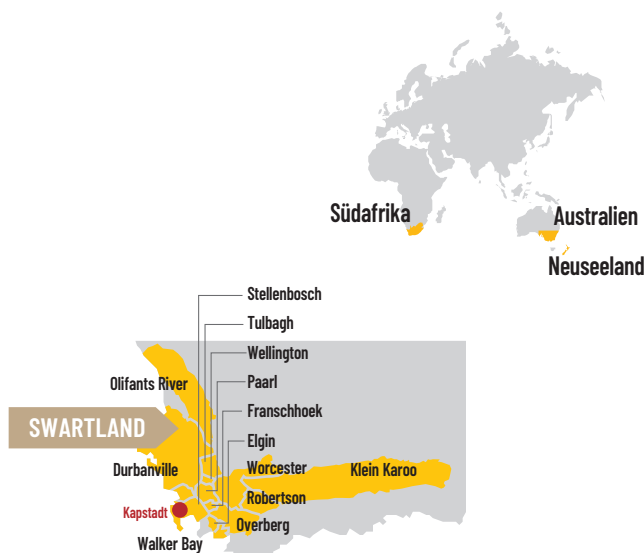 Südafrika
Australien
Neuseeland
Stellenbosch
Tulbagh
Wellington
Olifants River
Paarl
Franschhoek
SWARTLAND
Elgin
Durbanville
Worcester
Klein Karoo
Robertson
Kapstadt
Overberg
Walker Bay